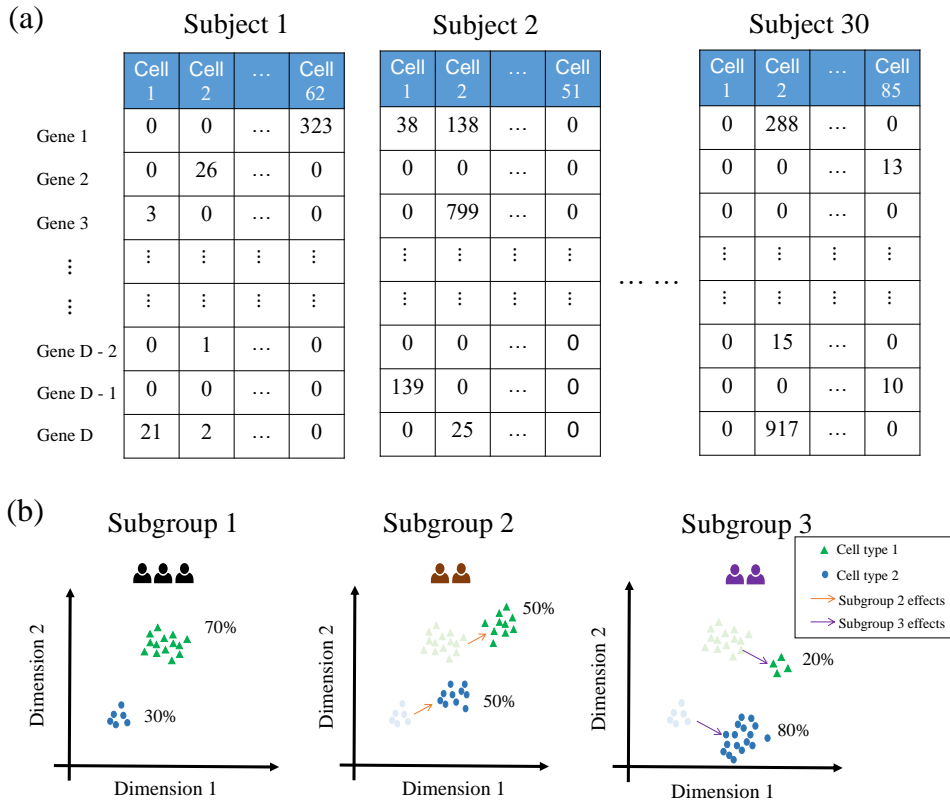 (a)
Subject 1 Subject 2 Subject 30
Cell 1 Cell 2 … Cell 62 Cell 1 Cell 2 … Cell 51 Cell 1 Cell 2 … Cell 85
Gene 1 0 0 … 323 38 138 … 0 0 288 … 0
Gene 2 0 26 … 0 0 0 … 0 0 0 … 13
Gene 3 3 0 … 0 0 799 … 0 0 0 … 0
⋮ ⋮ ⋮ ⋮ ⋮ ⋮ ⋮ ⋮ ⋮ ⋮ ⋮ ⋮ ⋮
⋮ ⋮ ⋮ ⋮ ⋮ ⋮ ⋮ ⋮ ⋮ … … ⋮ ⋮ ⋮ ⋮
Gene D - 2 0 1 … 0 0 0 … 0 0 15 … 0
Gene D - 1 0 0 … 0 139 0 … 0 0 0 … 10
Gene D 21 2 … 0 0 25 … 0 0 917 … 0
(b)
Subgroup 1
70%
30%
Dimension 2
Dimension 1
Subgroup 2
50%
50%
Dimension 2
Dimension 1
Subgroup 3
Cell type 1
Cell type 2
Subgroup 2 effects
Subgroup 3 effects
20%
80%
Dimension 2
Dimension 1